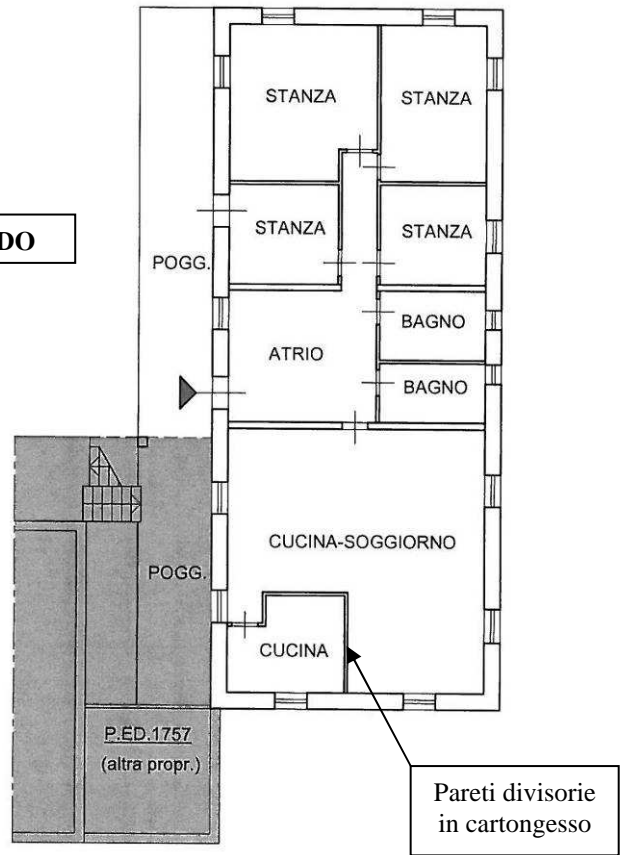 STANZA
STANZA
DO
STANZA
STANZA
POGG.
BAGNO
ATRIO
BAGNO
CUCINA-SOGGIORNO
POGG.
CUCINA
P.ED.1757
(altra propr.)
Pareti divisorie
in cartongesso